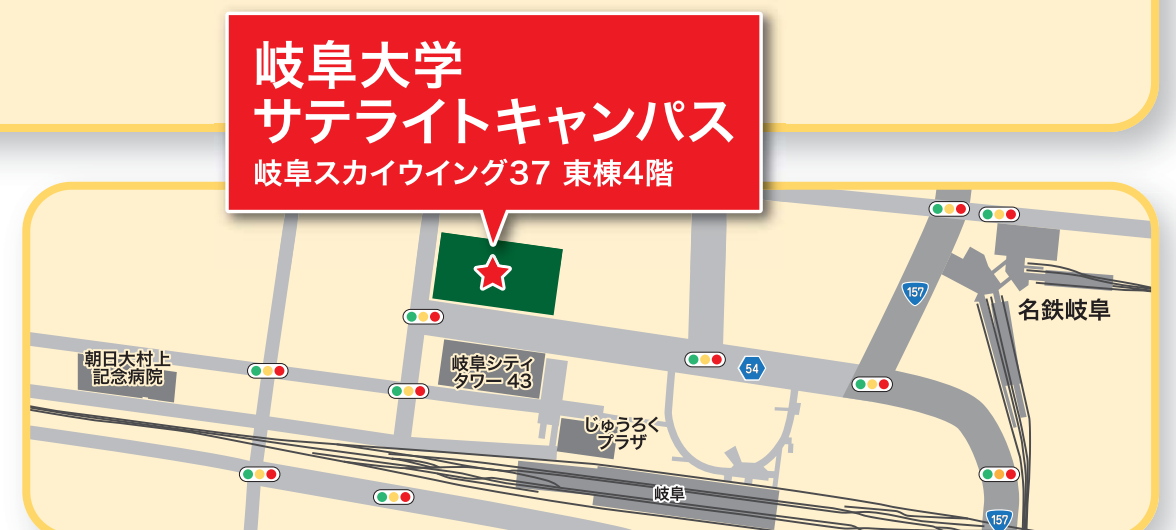 岐阜大学
サテライトキャンパス
岐阜スカイウイング37 東棟4階
157
名鉄岐阜
朝日大村上
記念病院
岐阜シティ
タワー43
54
じゅうろく
プラザ
岐阜
157